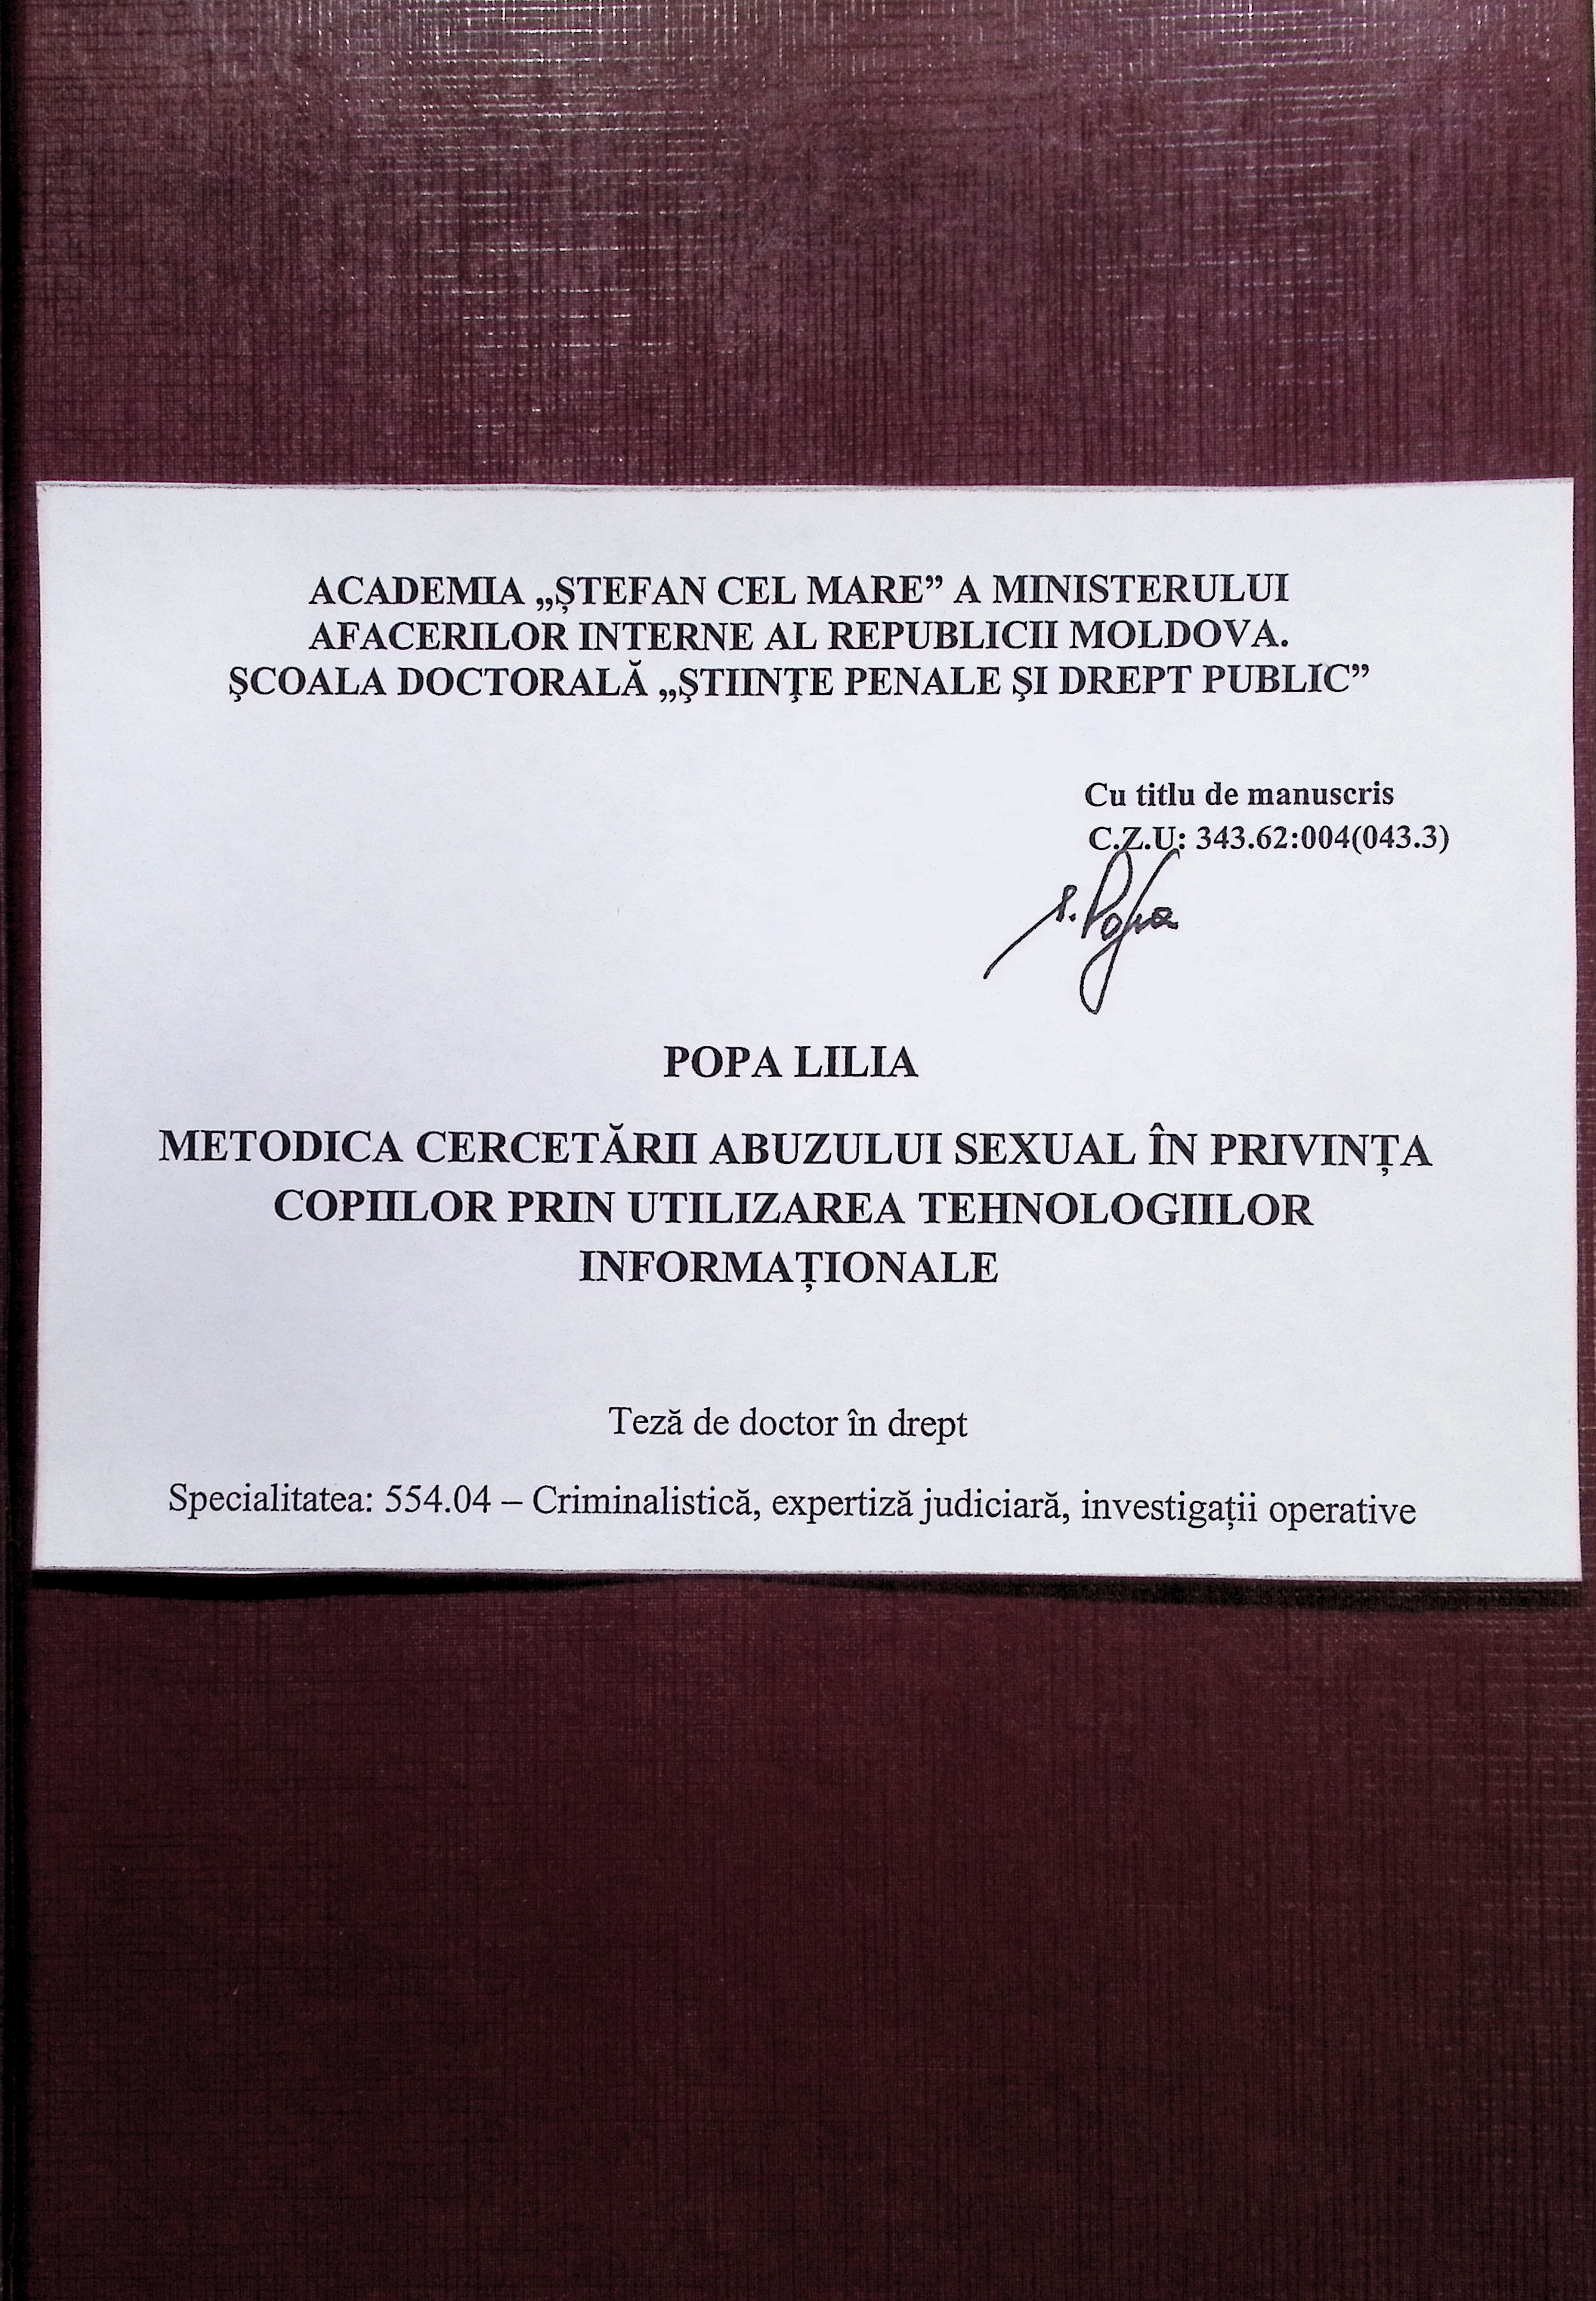 ACADEMIA „ȘTEFAN CEL MARE” A MINISTERULUI
AFACERILOR INTERNE AL REPUBLICII MOLDOVA.
ŞCOALA DOCTORALĂ „ŞTIINŢE PENALE ŞI DREPT PUBLIC”
Cu titlu de manuscris
C.Z.U: 343.62:004(043.3)
POPA LILIA
METODICA CERCETĂRII ABUZULUI SEXUAL ÎN PRIVINȚA
COPIILOR PRIN UTILIZAREA TEHNOLOGIILOR
INFORMAȚIONALE
Teză de doctor în drept
Specialitatea: 554.04 – Criminalistică, expertiză judiciară, investigații operative